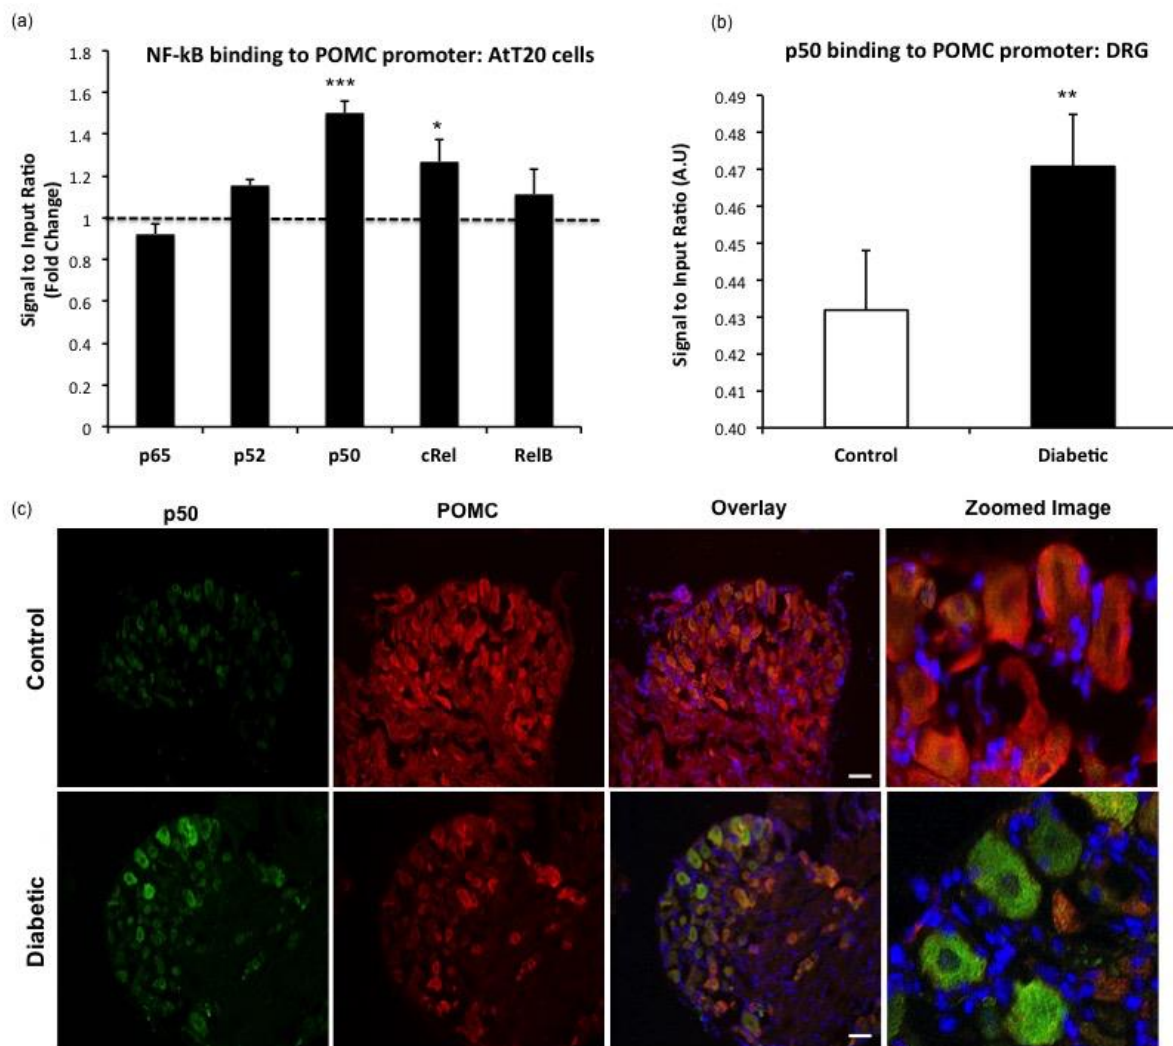 (a)
NF-kB binding to POMC promoter: AtT20 cells
Signal to Input Ratio
(Fold Change)
1.8
1.6
1.4
1.2
1
0.8
0.6
0.4
0.2
0
***
*
p65 p52 p50 cRel RelB
(b)
p50 binding to POMC promoter: DRG
Signal to Input Ratio (A.U)
0.49
0.48
0.47
0.46
0.45
0.44
0.43
0.42
0.41
0.40
**
Control Diabetic
(c)
p50 POMC Overlay Zoomed Image
Control
Diabetic